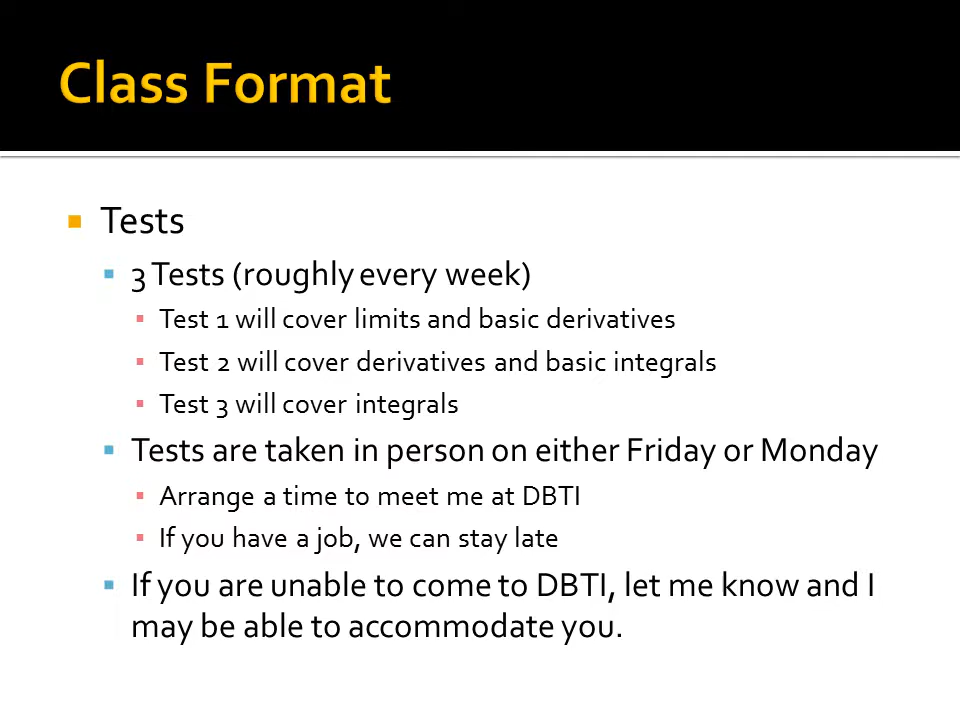 Class Format
Tests
3 Tests (roughly every week)
Test 1 will cover limits and basic derivatives
Test 2 will cover derivatives and basic integrals
Test 3 will cover integrals
Tests are taken in person on either Friday or Monday
Arrange a time to meet me at DBTI
If you have a job, we can stay late
If you are unable to come to DBTI, let me know and I
may be able to accommodate you.